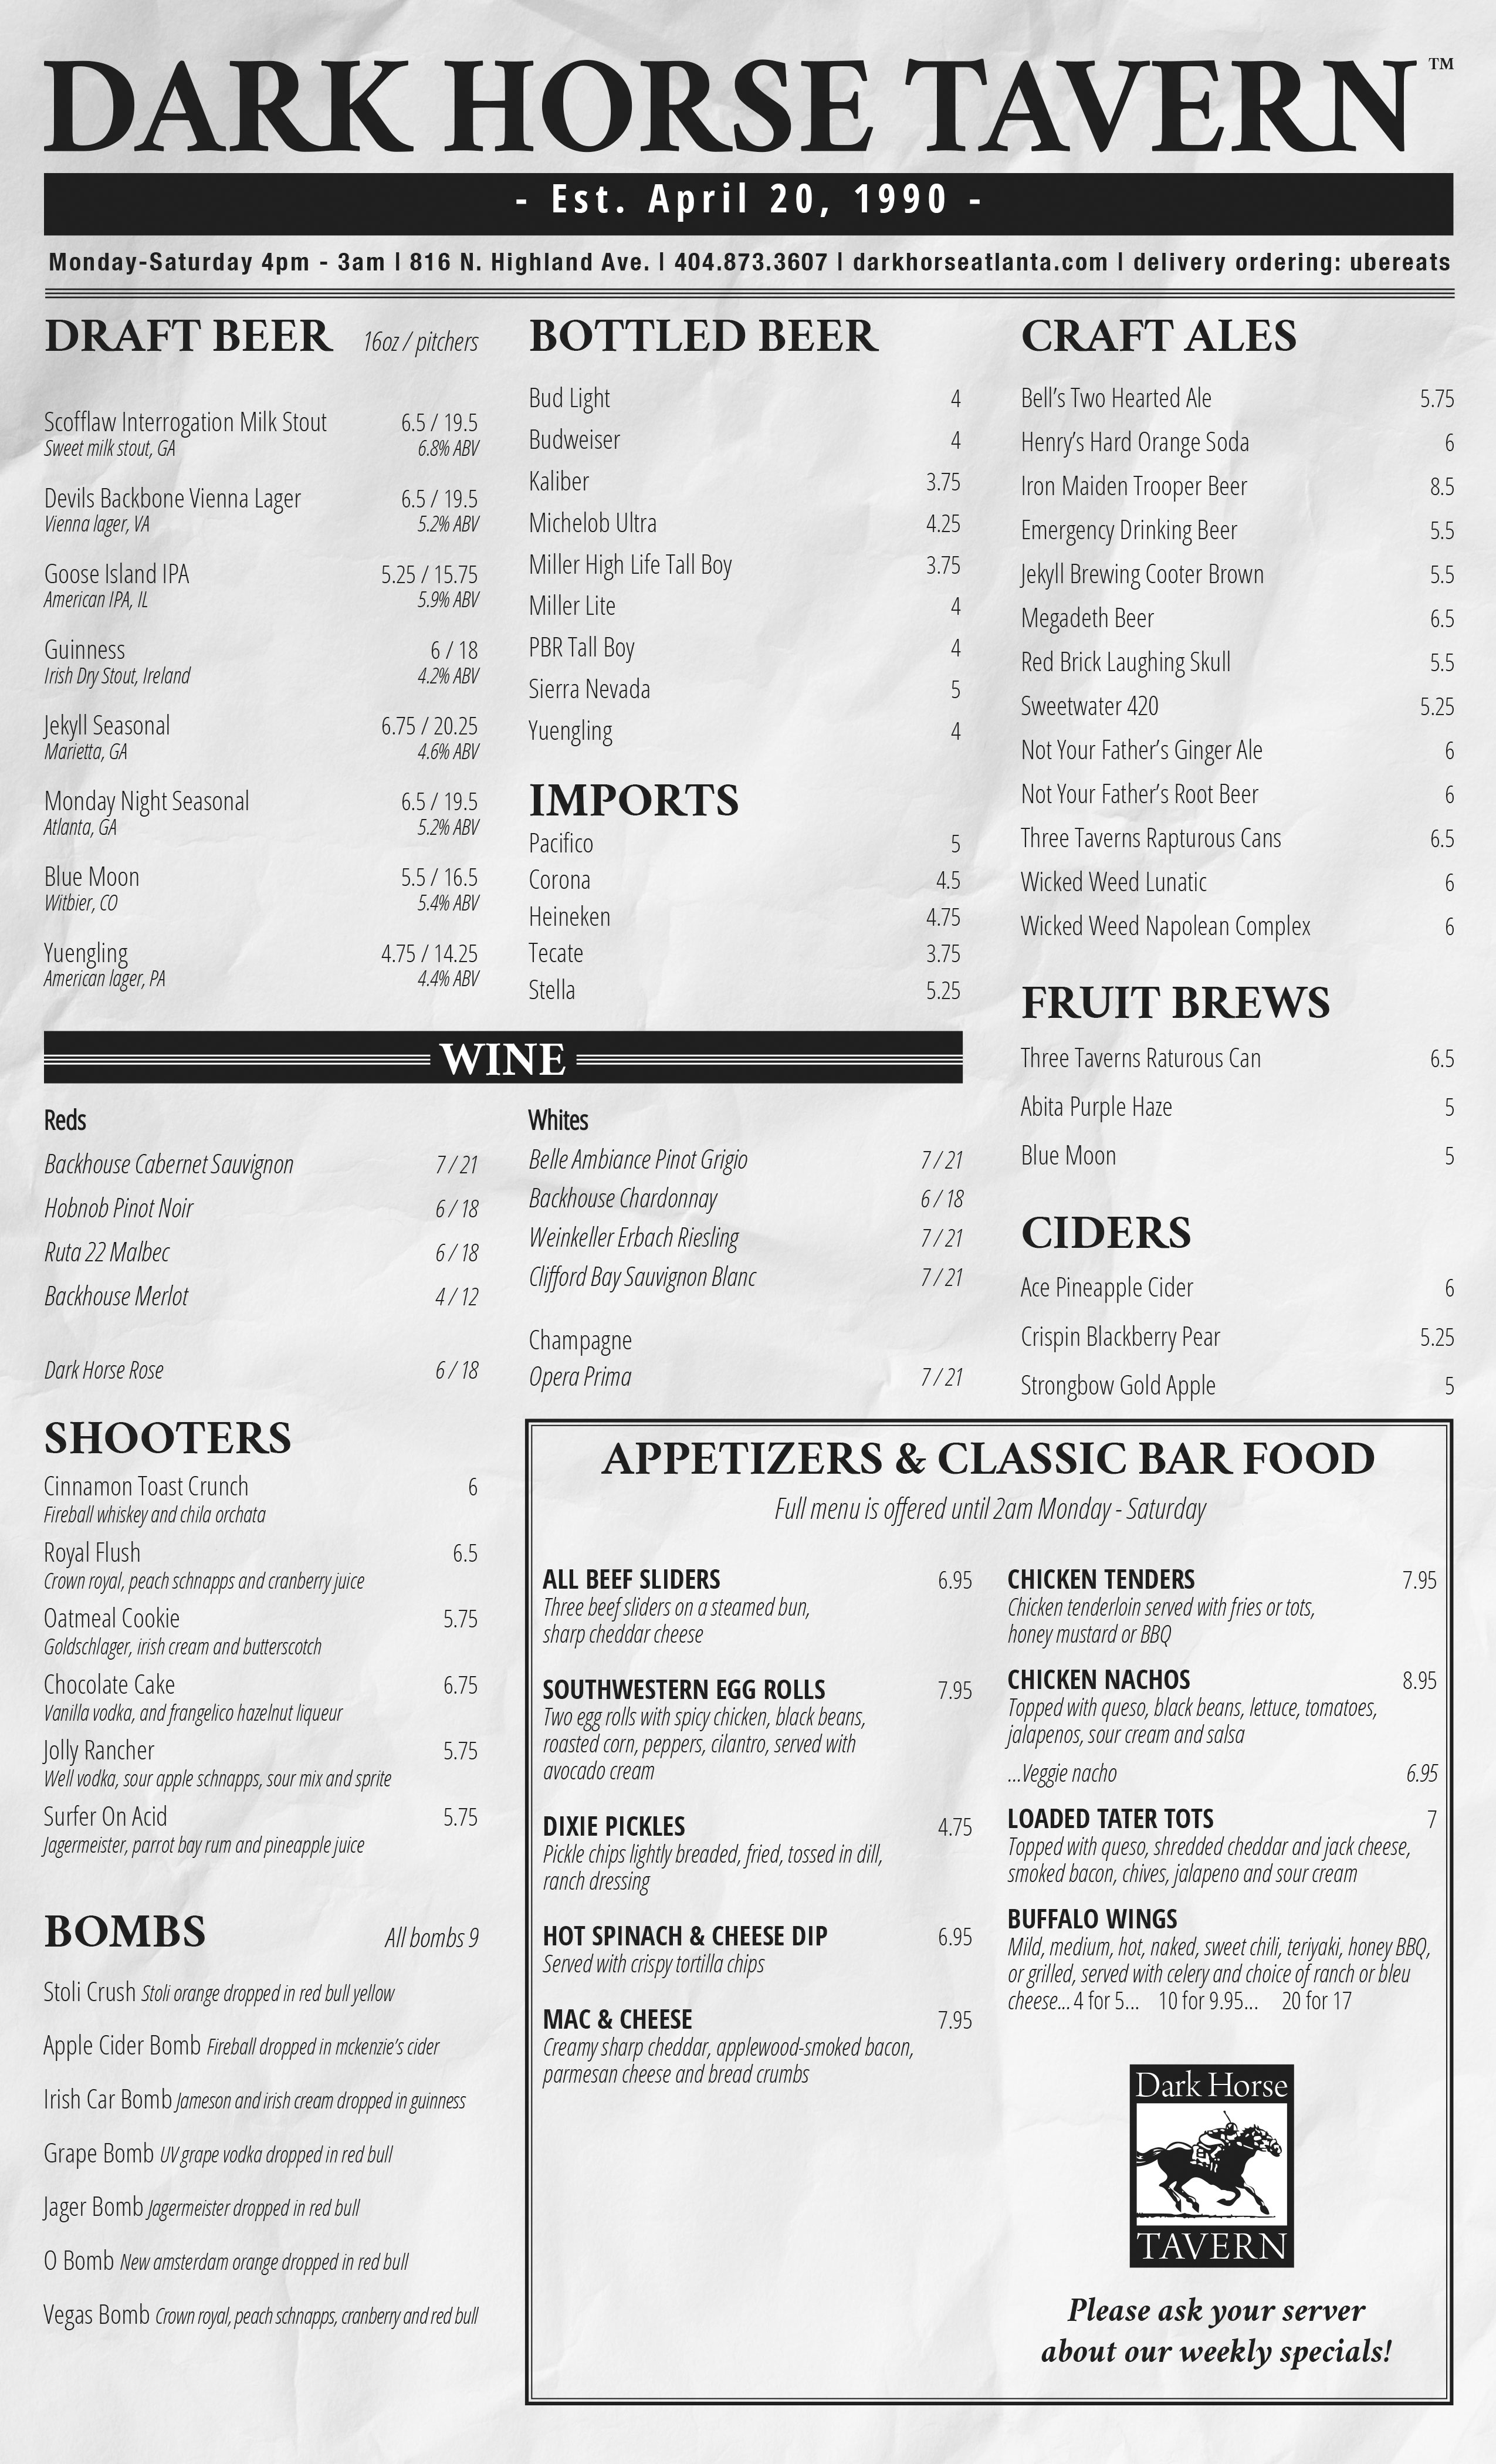 DARK HORSE TAVERN ™
- Est. April 20, 1990 -
Monday-Saturday 4pm - 3am | 816 N. Highland Ave. | 404.873.3607 | darkhorseatlanta.com | delivery ordering: ubereats
DRAFT BEER 16oz / pitchers
Scofflaw Interrogation Milk Stout 6.5 / 19.5
Sweet milk stout, GA 6.8% ABV
Devils Backbone Vienna Lager 6.5 / 19.5
Vienna lager, VA 5.2% ABV
Goose Island IPA 5.25 / 15.75
American IPA, IL 5.9% ABV
Guinness 6 / 18
Irish Dry Stout, Ireland 4.2% ABV
Jekyll Seasonal 6.75 / 20.25
Marietta, GA 4.6% ABV
Monday Night Seasonal 6.5 / 19.5
Atlanta, GA 5.2% ABV
Blue Moon 5.5 / 16.5
Witbier, CO 5.4% ABV
Yuengling 4.75 / 14.25
American lager, PA 4.4% ABV
BOTTLED BEER
Bud Light 4
Budweiser 4
Kaliber 3.75
Michelob Ultra 4.25
Miller High Life Tall Boy 3.75
Miller Lite 4
PBR Tall Boy 4
Sierra Nevada 5
Yuengling 4
IMPORTS
Pacifico 5
Corona 4.5
Heineken 4.75
Tecate 3.75
Stella 5.25
CRAFT ALES
Bell's Two Hearted Ale 5.75
Henry's Hard Orange Soda 6
Iron Maiden Trooper Beer 8.5
Emergency Drinking Beer 5.5
Jekyll Brewing Cooter Brown 5.5
Megadeth Beer 6.5
Red Brick Laughing Skull 5.5
Sweetwater 420 5.25
Not Your Father's Ginger Ale 6
Not Your Father's Root Beer 6
Three Taverns Rapturous Cans 6.5
Wicked Weed Lunatic 6
Wicked Weed Napolean Complex 6
FRUIT BREWS
Three Taverns Raturous Can 6.5
Abita Purple Haze 5
Blue Moon 5
CIDERS
Ace Pineapple Cider 6
Crispin Blackberry Pear 5.25
Strongbow Gold Apple 5
WINE
Reds
Backhouse Cabernet Sauvignon 7 / 21
Hobnob Pinot Noir 6 / 18
Ruta 22 Malbec 6 / 18
Backhouse Merlot 4 / 12
Dark Horse Rose 6 / 18
Whites
Belle Ambiance Pinot Grigio 7 / 21
Backhouse Chardonnay 6 / 18
Weinkeller Erbach Riesling 7 / 21
Clifford Bay Sauvignon Blanc 7 / 21
Champagne
Opera Prima 7 / 21
SHOOTERS
Cinnamon Toast Crunch 6
Fireball whiskey and chila orchata
Royal Flush 6.5
Crown royal, peach schnapps and cranberry juice
Oatmeal Cookie 5.75
Goldschlager, irish cream and butterscotch
Chocolate Cake 6.75
Vanilla vodka, and frangelico hazelnut liqueur
Jolly Rancher 5.75
Well vodka, sour apple schnapps, sour mix and sprite
Surfer On Acid 5.75
Jagermeister, parrot bay rum and pineapple juice
BOMBS All bombs 9
Stoli Crush Stoli orange dropped in red bull yellow
Apple Cider Bomb Fireball dropped in mckenzie's cider
Irish Car Bomb Jameson and irish cream dropped in guinness
Grape Bomb UV grape vodka dropped in red bull
Jager Bomb Jagermeister dropped in red bull
O Bomb New amsterdam orange dropped in red bull
Vegas Bomb Crown royal, peach schnapps, cranberry and red bull
APPETIZERS & CLASSIC BAR FOOD
Full menu is offered until 2am Monday - Saturday
ALL BEEF SLIDERS 6.95
Three beef sliders on a steamed bun,
sharp cheddar cheese
SOUTHWESTERN EGG ROLLS 7.95
Two egg rolls with spicy chicken, black beans,
roasted corn, peppers, cilantro, served with
avocado cream
DIXIE PICKLES 4.75
Pickle chips lightly breaded, fried, tossed in dill,
ranch dressing
HOT SPINACH & CHEESE DIP 6.95
Served with crispy tortilla chips
MAC & CHEESE 7.95
Creamy sharp cheddar, applewood-smoked bacon,
parmesan cheese and bread crumbs
CHICKEN TENDERS 7.95
Chicken tenderloin served with fries or tots,
honey mustard or BBQ
CHICKEN NACHOS 8.95
Topped with queso, black beans, lettuce, tomatoes,
jalapenos, sour cream and salsa
...Veggie nacho 6.95
LOADED TATER TOTS 7
Topped with queso, shredded cheddar and jack cheese,
smoked bacon, chives, jalapeno and sour cream
BUFFALO WINGS
Mild, medium, hot, naked, sweet chili, teriyaki, honey BBQ,
or grilled, served with celery and choice of ranch or bleu
cheese... 4 for 5... 10 for 9.95... 20 for 17
Dark Horse
TAVERN
Please ask your server
about our weekly specials!